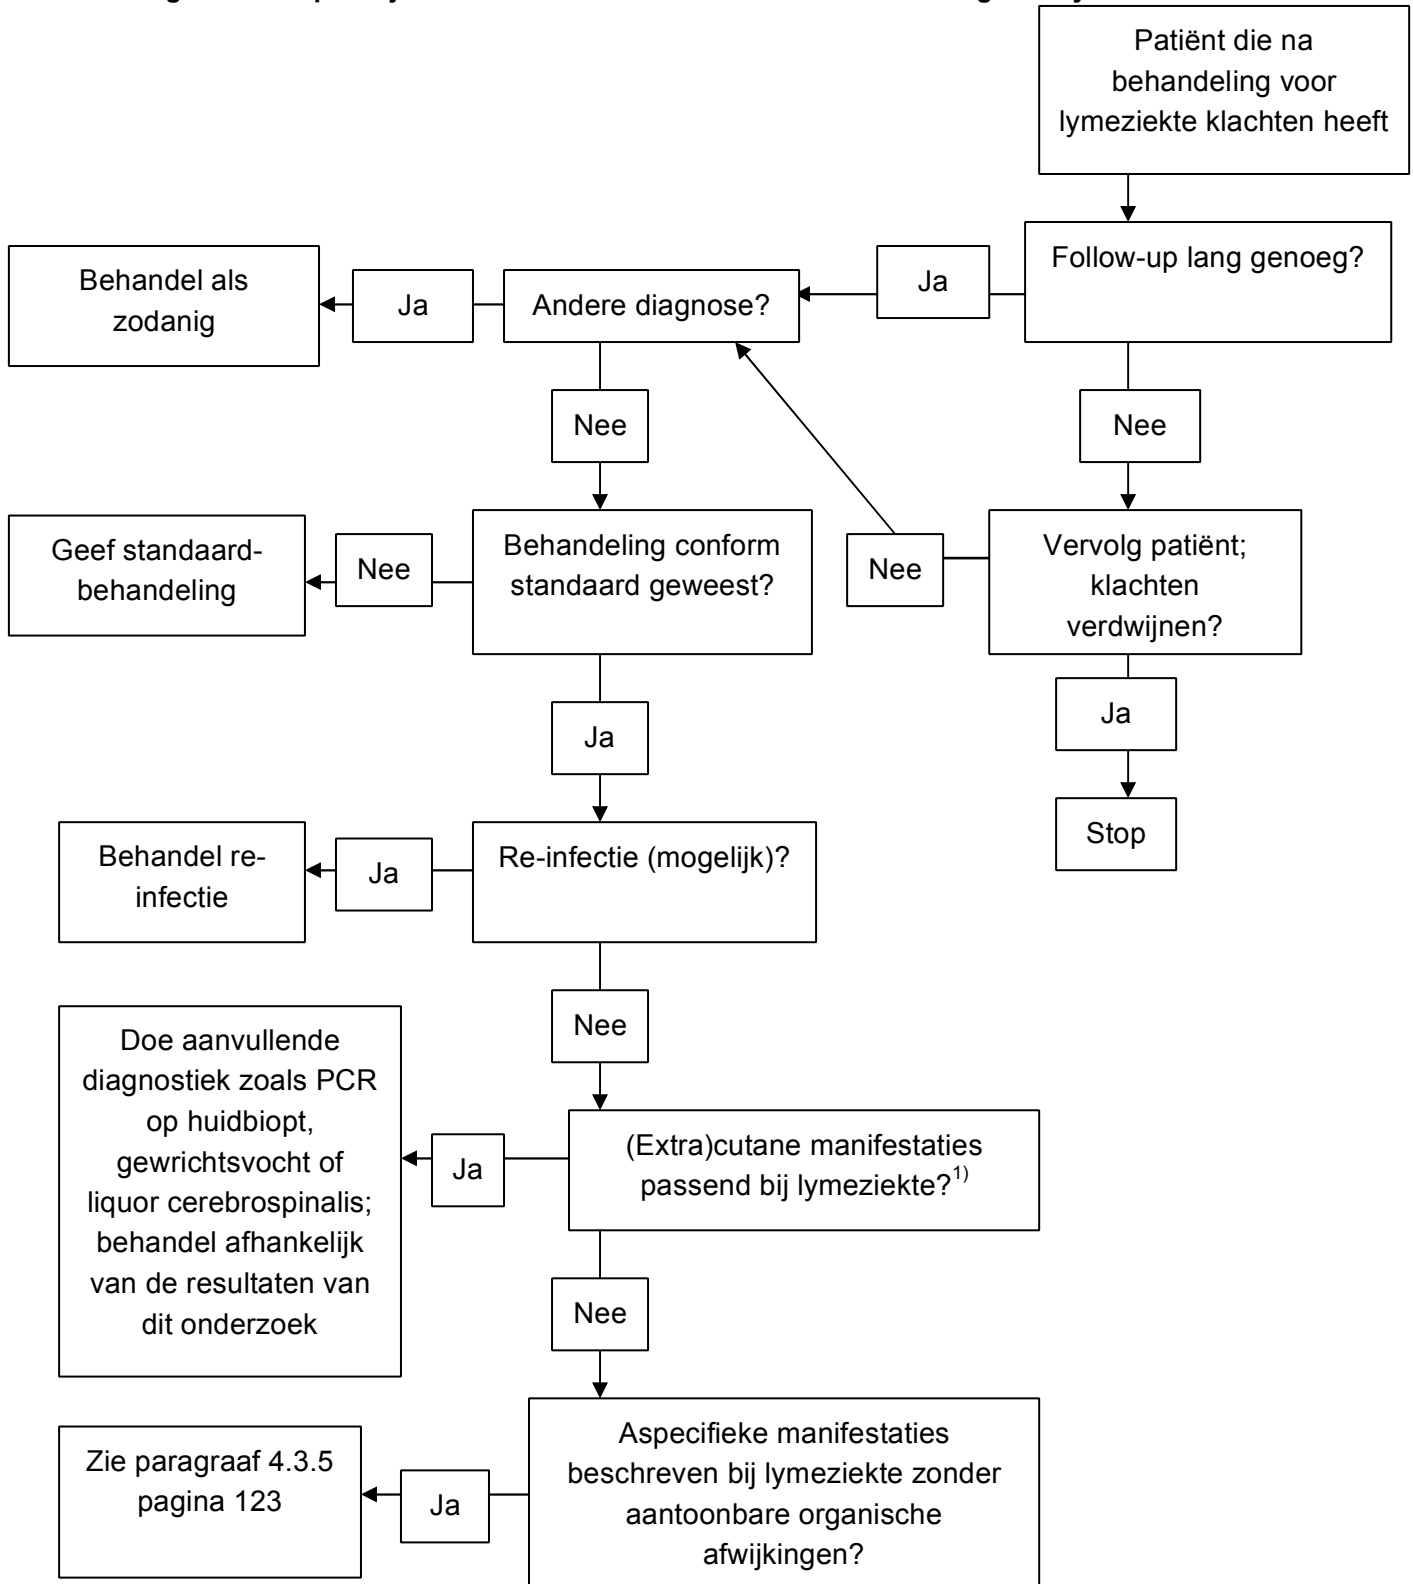 Patiënt die na
behandeling voor
lymeziekte klachten heeft
Follow-up lang genoeg?
Ja
Andere diagnose?
Ja
Behandel als
zodanig
Nee
Nee
Vervolg patiënt;
klachten
verdwijnen?
Nee
Behandeling conform
standaard geweest?
Nee
Geef standaard-
behandeling
Ja
Ja
Stop
Re-infectie (mogelijk)?
Ja
Behandel re-
infectie
Nee
(Extra)cutane manifestaties
passend bij lymeziekte?1)
Ja
Doe aanvullende
diagnostiek zoals PCR
op huidbiopt,
gewrichtsvocht of
liquor cerebrospinalis;
behandel afhankelijk
van de resultaten van
dit onderzoek
Nee
Aspecifieke manifestaties
beschreven bij lymeziekte zonder
aantoonbare organische
afwijkingen?
Ja
Zie paragraaf 4.3.5
pagina 123